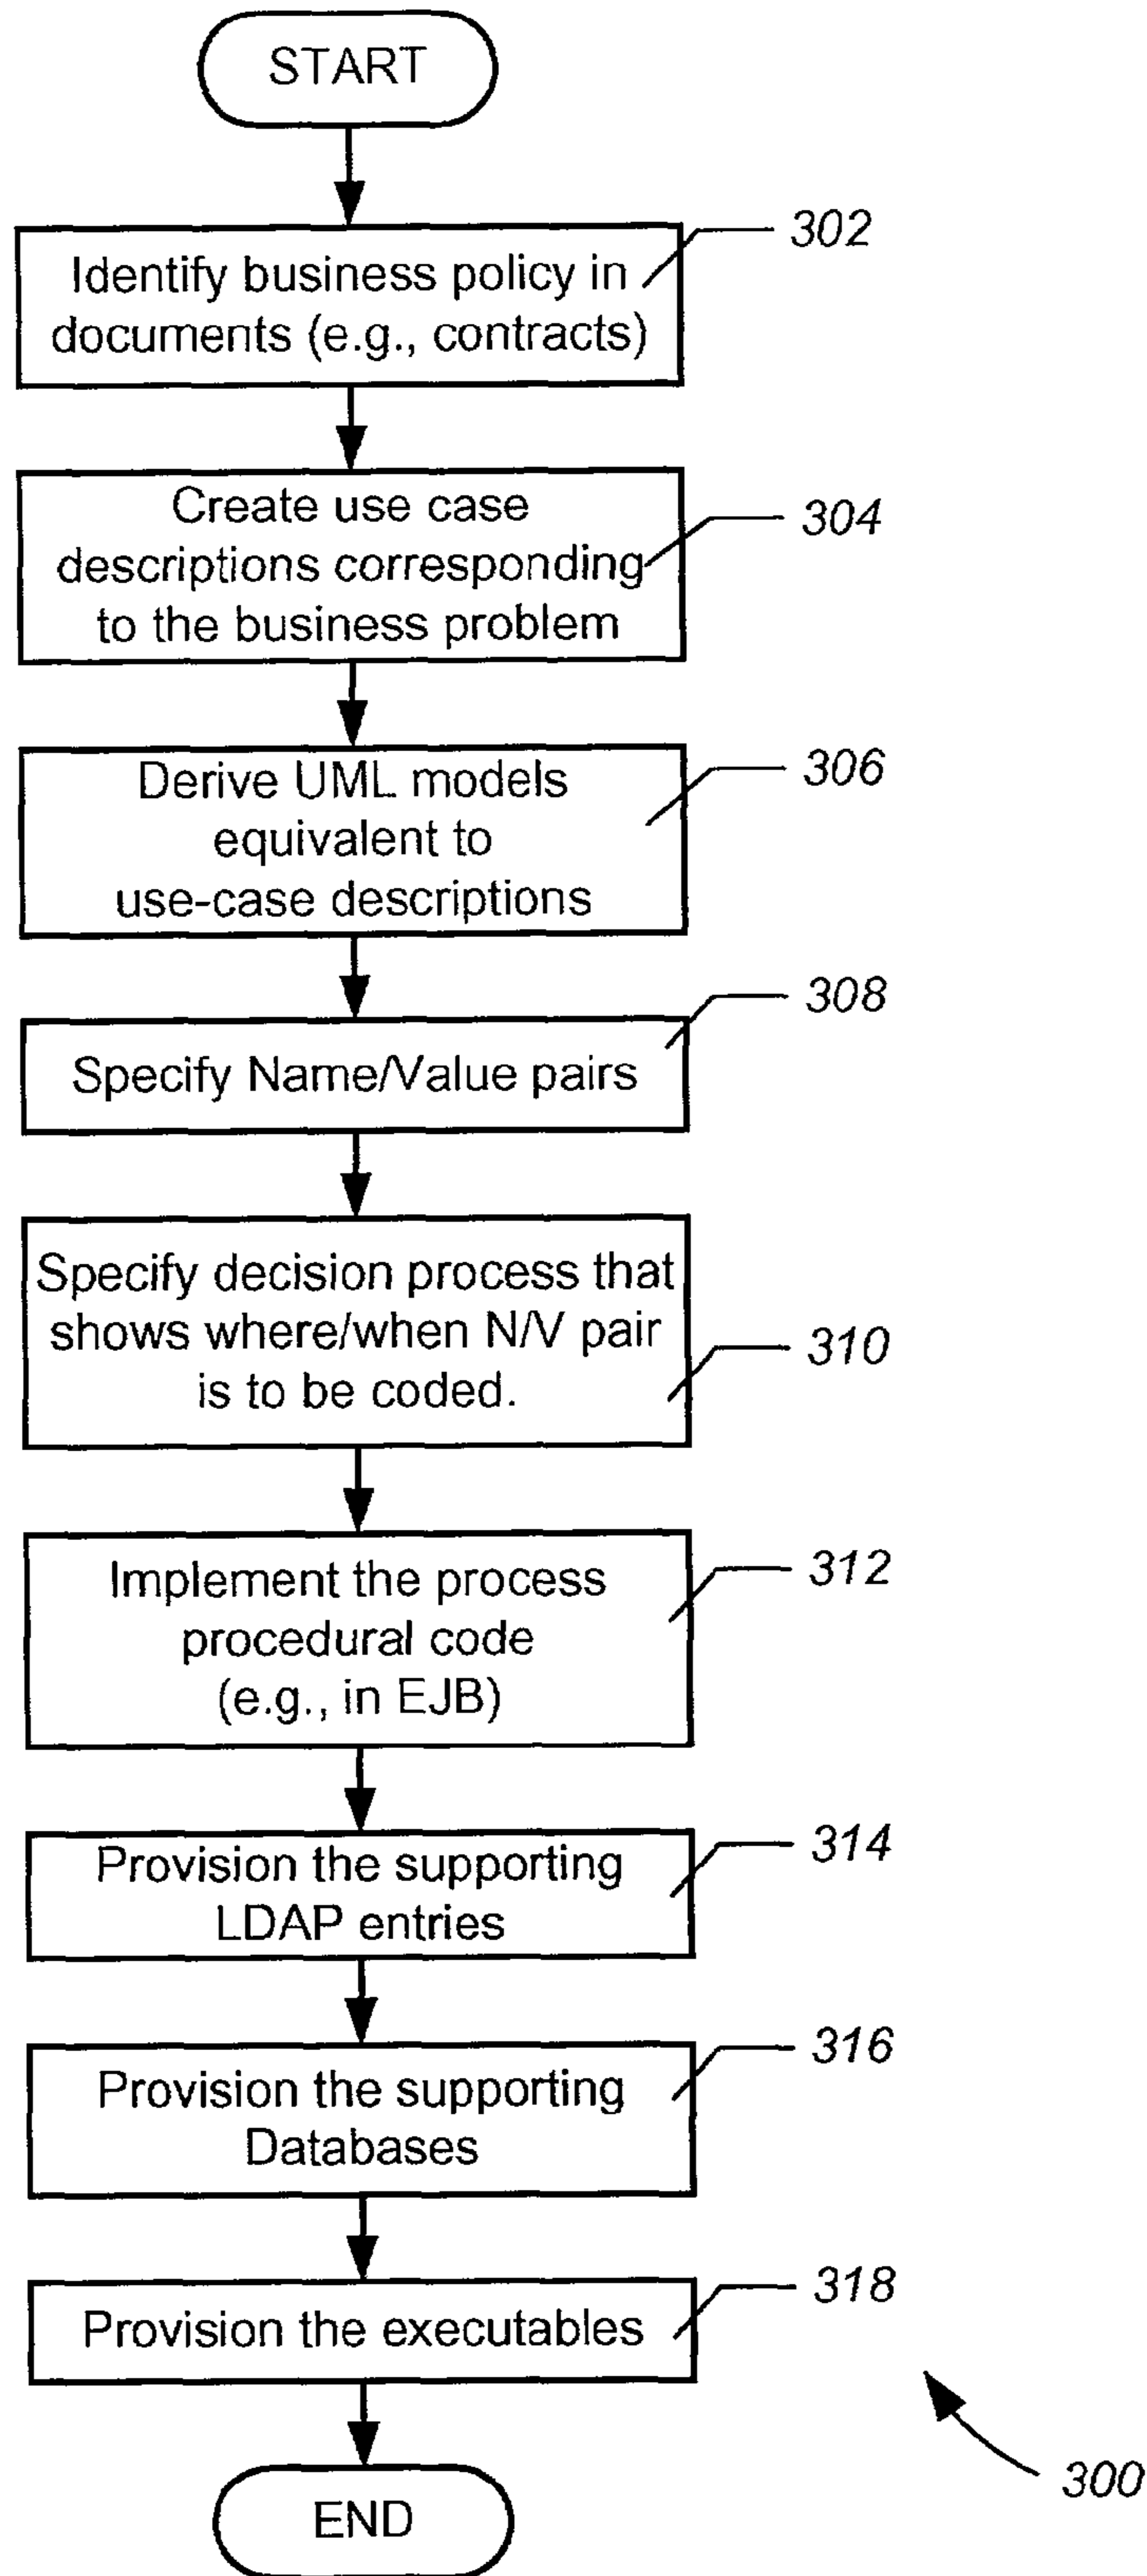 START
302
Identify business policy in
documents (e.g., contracts)
304
Create use case
descriptions corresponding
to the business problem
306
Derive UML models
equivalent to
use-case descriptions
308
Specify Name/Value pairs
Specify decision process that
shows where/when N/V pair
310
is to be coded.
312
Implement the process
procedural code
(e.g., in EJB)
314
Provision the supporting
LDAP entries
316
Provision the supporting
Databases
318
Provision the executables
300
END